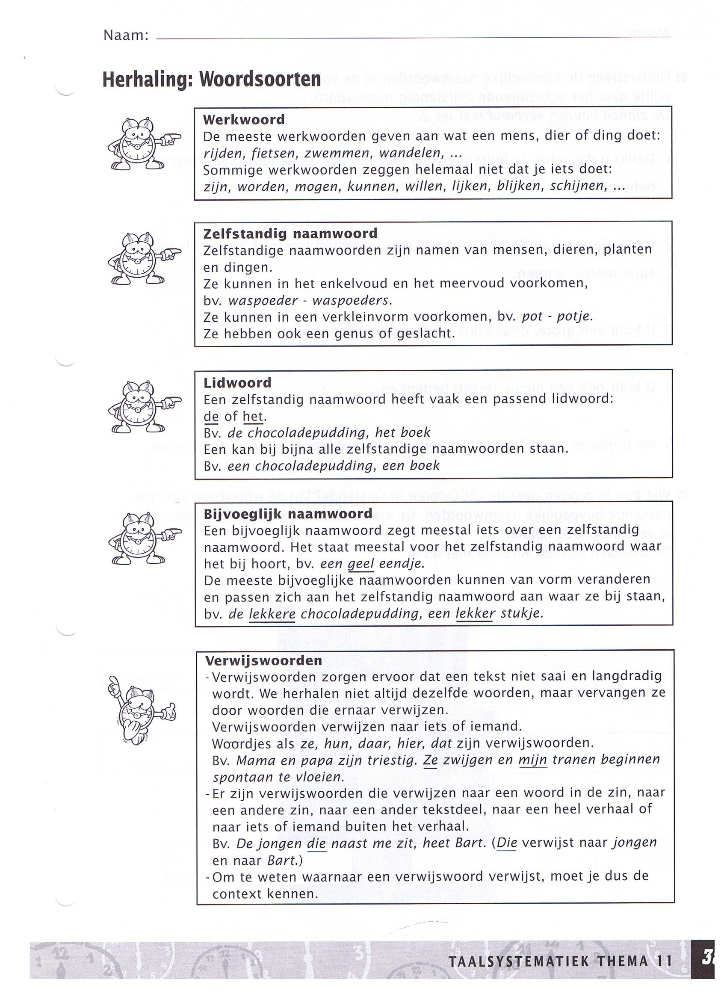 Naam:
Herhaling: Woordsoorten
Werkwoord
De meeste werkwoorden geven aan wat een mens, dier of ding doet:
rijden, fietsen, zwemmen, wandelen, ...
Sommige werkwoorden zeggen helemaal niet dat je iets doet:
zijn, worden, mogen, kunnen, willen, lijken, blijken, schijnen, ...
Zelfstandig naamwoord
Zelfstandige naamwoorden zijn namen van mensen, dieren, planten
en dingen.
Ze kunnen in het enkelvoud en het meervoud voorkomen,
bv. waspoeder - waspoeders.
Ze kunnen in een verkleinvorm voorkomen, bv. pot - potje.
Ze hebben ook een genus of geslacht.
Lidwoord
Een zelfstandig naamwoord heeft vaak een passend lidwoord:
de of het.
Bv. de chocoladepudding, het boek
Een kan bij bijna alle zelfstandige naamwoorden staan.
Bv. een chocoladepudding, een boek
Bijvoeglijk naamwoord
Een bijvoeglijk naamwoord zegt meestal iets over een zelfstandig
naamwoord. Het staat meestal voor het zelfstandig naamwoord waar
het bij hoort, bv. een geel eendje.
De meeste bijvoeglijke naamwoorden kunnen van vorm veranderen
en passen zich aan het zelfstandig naamwoord aan waar ze bij staan,
bv. de lekkere chocoladepudding, een lekker stukje.
Verwijswoorden
- Verwijswoorden zorgen ervoor dat een tekst niet saai en langdradig
wordt. We herhalen niet altijd dezelfde woorden, maar vervangen ze
door woorden die ernaar verwijzen.
Verwijswoorden verwijzen naar iets of iemand.
Woordjes als ze, hun, daar, hier, dat zijn verwijswoorden.
Bv. Mama en papa zijn triestig. Ze zwijgen en mijn tranen beginnen
spontaan te vloeien.
- Er zijn verwijswoorden die verwijzen naar een woord in de zin, naar
een andere zin, naar een ander tekstdeel, naar een heel verhaal of
naar iets of iemand buiten het verhaal.
Bv. De jongen die naast me zit, heet Bart. (Die verwijst naar jongen
en naar Bart.)
- Om te weten waarnaar een verwijswoord verwijst, moet je dus de
context kennen.
TAALSYSTEMATIEK THEMA 11